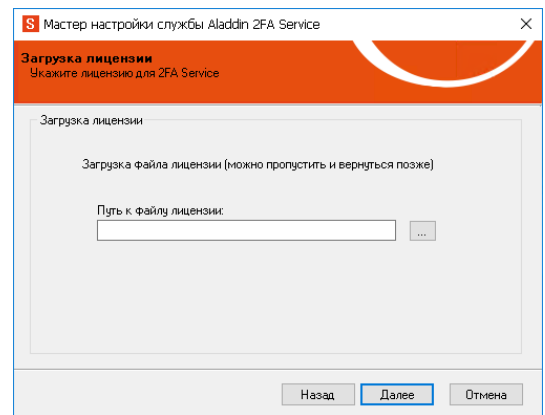 S Мастер настройки службы Aladdin 2FA Service
Загрузка лицензии
Укажите лицензию для 2FA Service
Загрузка лицензии
Загрузка файла лицензии (можно пропустить и вернуться позже)
Путь к файлу лицензии:
...
Назад Далее Отмена